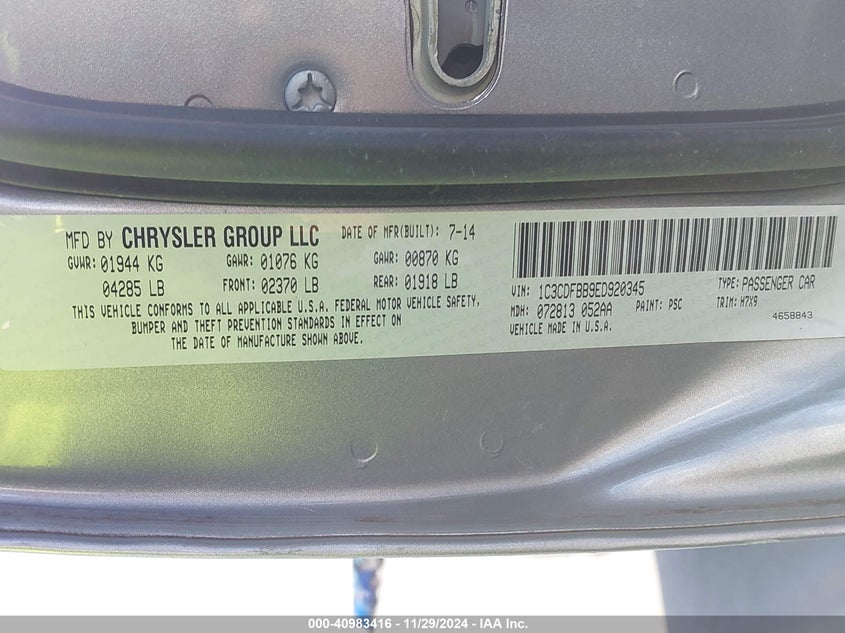 MFD BY CHRYSLER GROUP LLC DATE OF MFR(BUILT): 7-14
GVWR: 01944 KG GAWR: 01076 KG GAWR: 00870 KG
04285 LB FRONT: 02370 LB REAR: 01918 LB
THIS VEHICLE CONFORMS TO ALL APPLICABLE U.S.A. FEDERAL MOTOR VEHICLE SAFETY,
BUMPER AND THEFT PREVENTION STANDARDS IN EFFECT ON
THE DATE OF MANUFACTURE SHOWN ABOVE.
VIN: 1C3CDFBB9ED920345 TYPE: PASSENGER CAR
MDH: 072813 052AA PAINT: PSC TRIM: M7X9
VEHICLE MADE IN U.S.A. 4658843
000-40983416 - 11/29/2024 - IAA Inc.